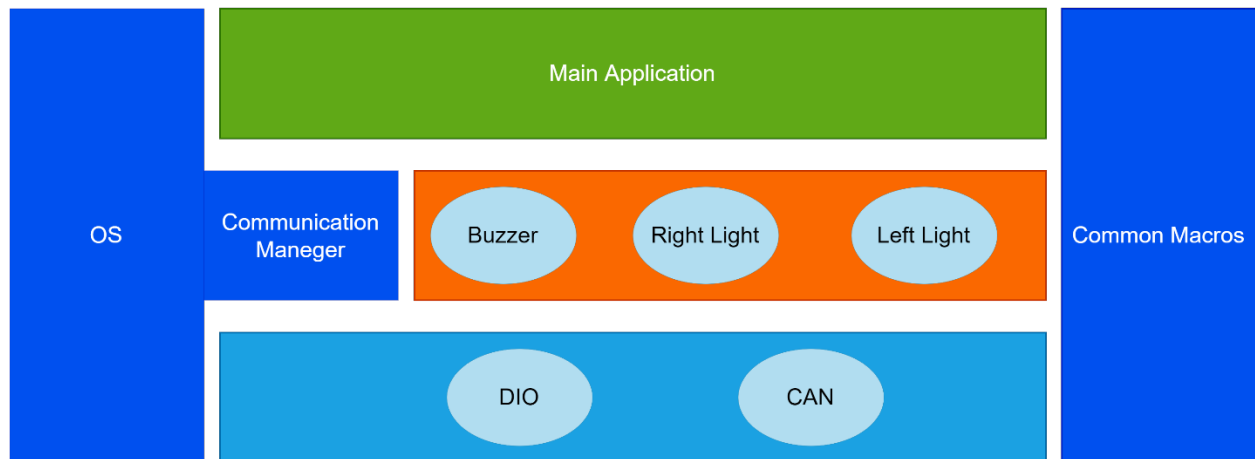 Main Application
OS
Communication
Maneger
Buzzer
Right Light
Left Light
Common Macros
DIO
CAN